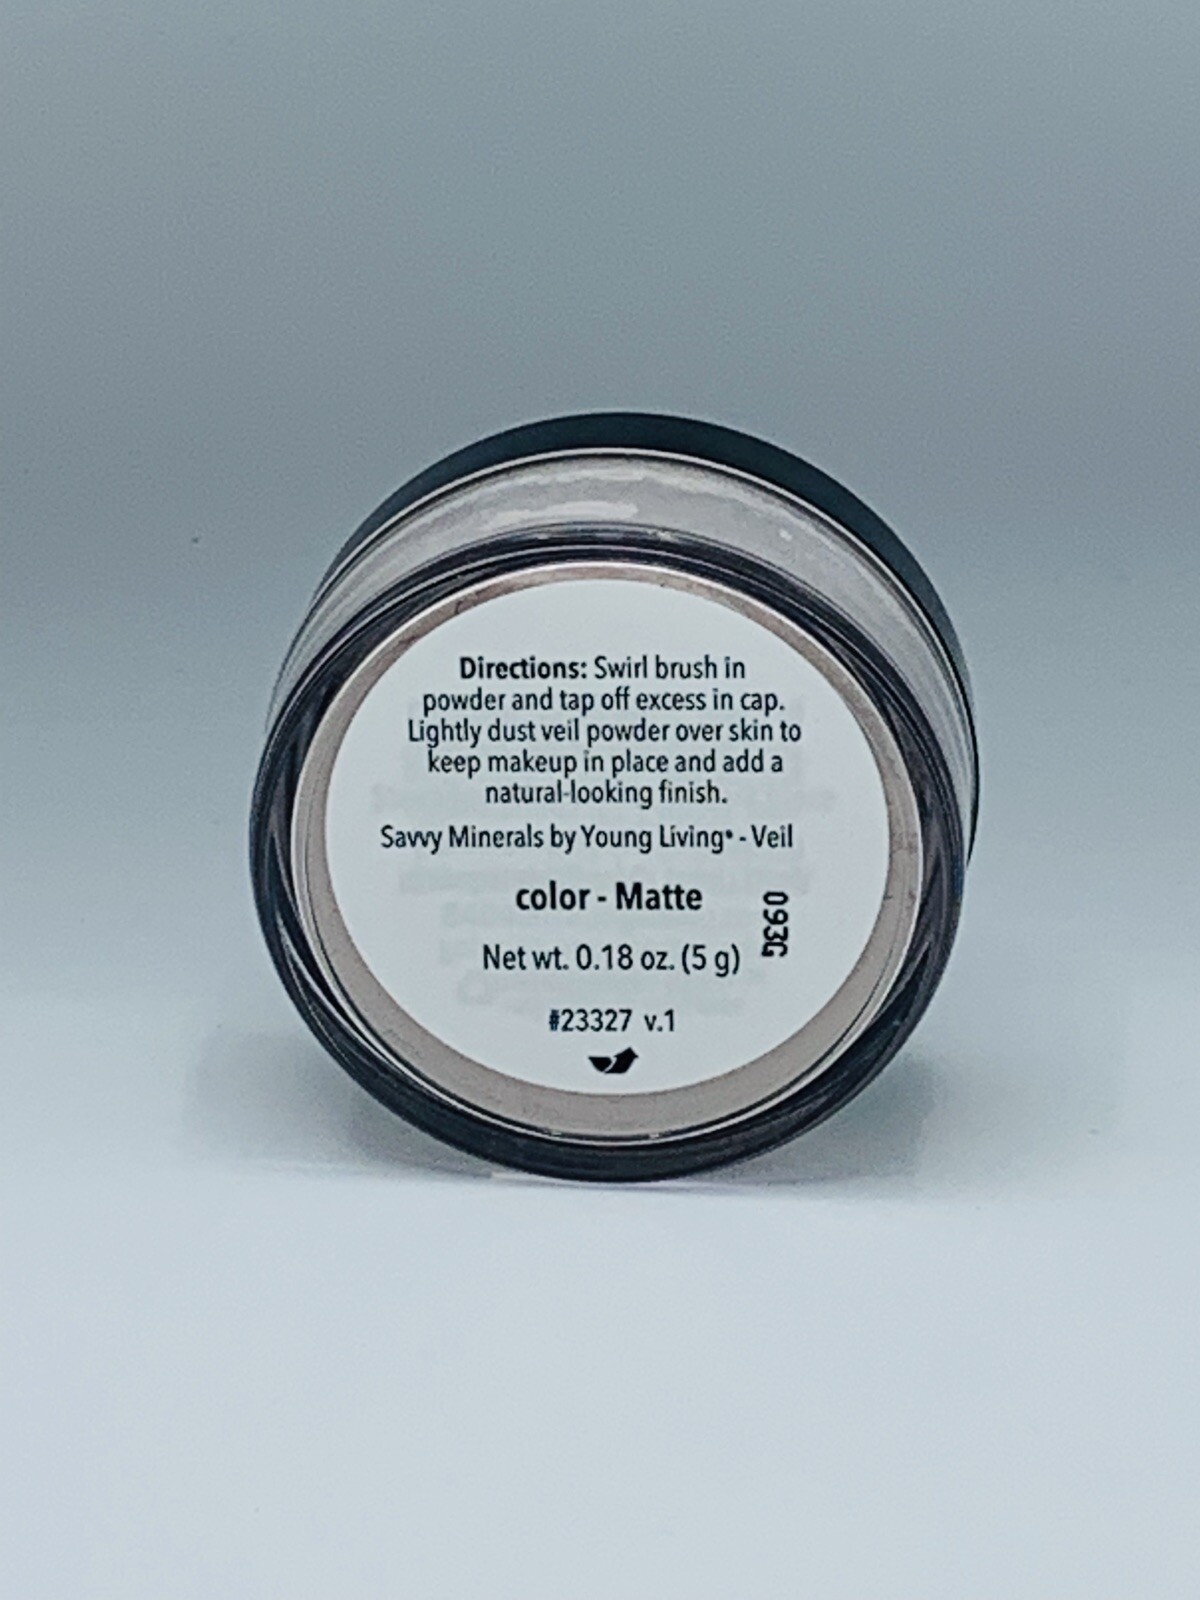 Directions: Swirl brush in
powder and tap off excess in cap.
Lightly dust veil powder over skin to
keep makeup in place and add a
natural-looking finish.
Savvy Minerals by Young Living® - Veil
color - Matte
093G
Net wt. 0.18 oz. (5 g)
#23327 v.1